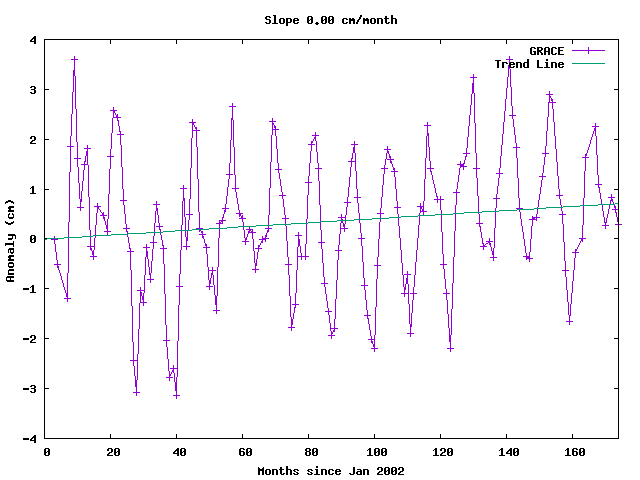 Slope 0.00 cm/month
GRACE
Trend Line
4
3
2
1
0
-1
-2
-3
-4
Anomaly (cm)
0 20 40 60 80 100 120 140 160
Months since Jan 2002